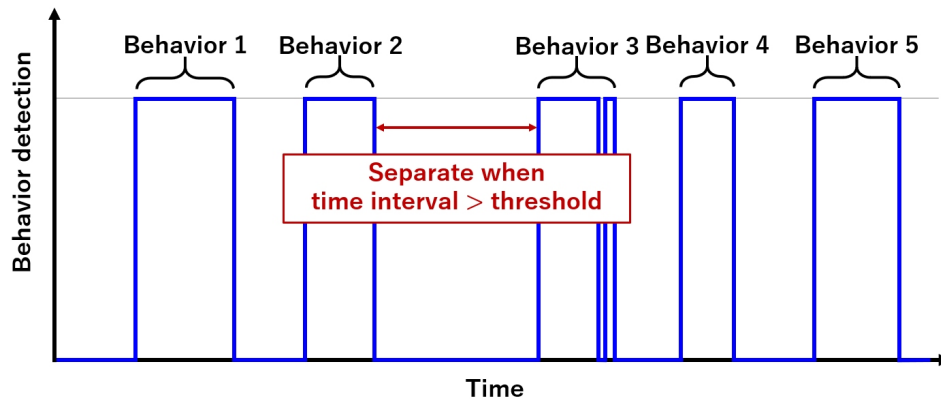 Behavior 1
Behavior 2
Behavior 3
Behavior 4
Behavior 5
Behavior detection
Separate when
time interval > threshold
Time